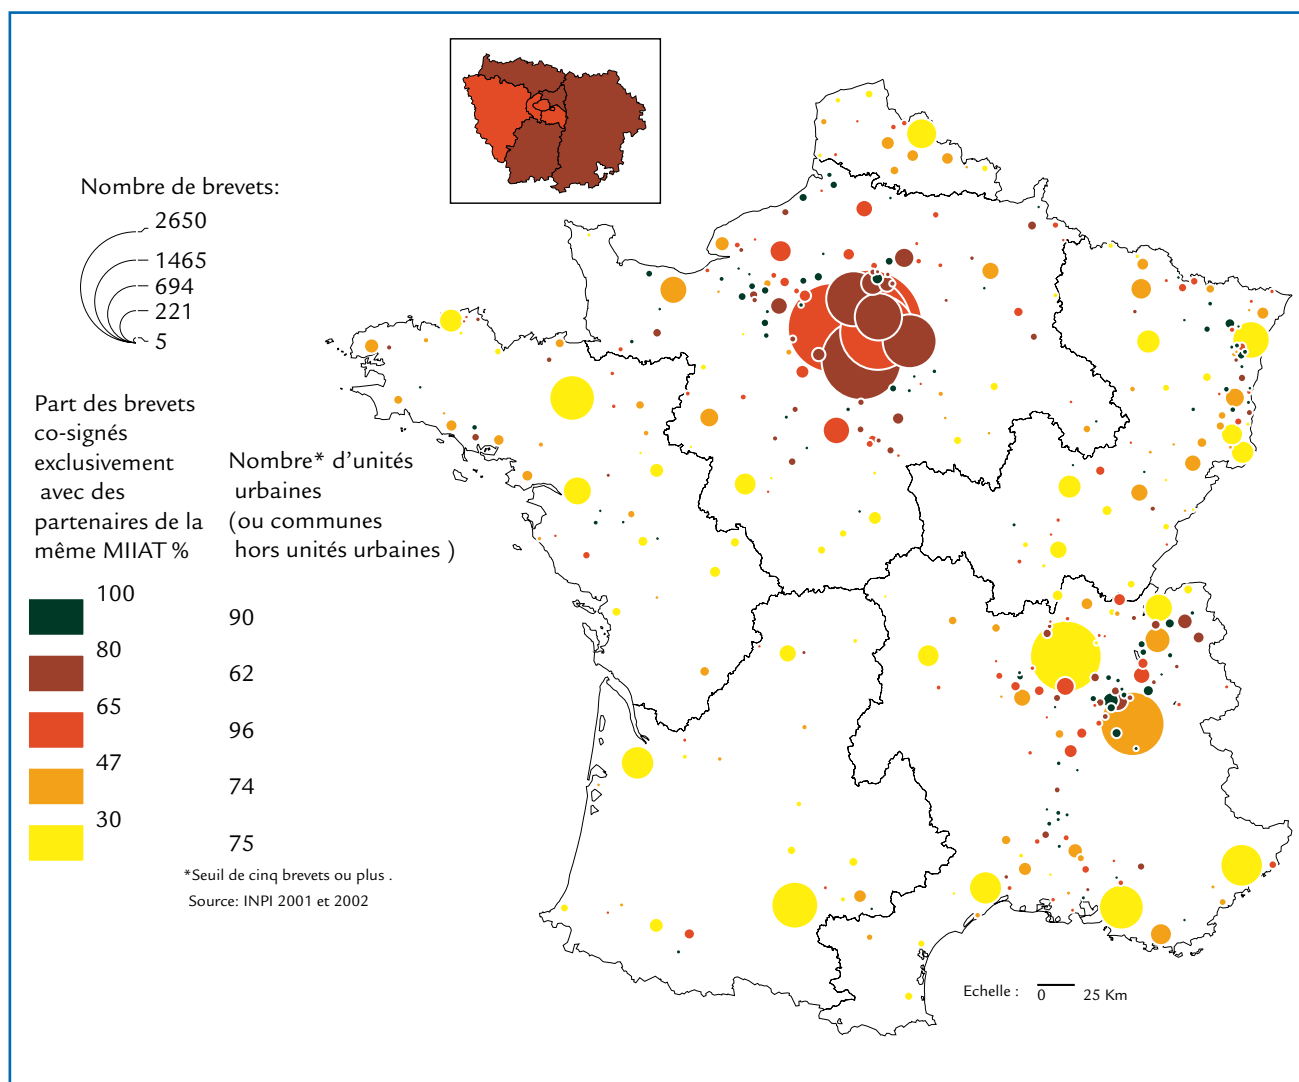 Nombre de brevets:
2650
1465
694
221
5
Part des brevets
co-signés
exclusivement
avec des
partenaires de la
même MIIAT %
Nombre* d'unités
urbaines
(ou communes
hors unités urbaines )
100
90
80
62
65
96
47
74
30
75
*Seuil de cinq brevets ou plus .
Source: INPI 2001 et 2002
Echelle : 0 25 Km